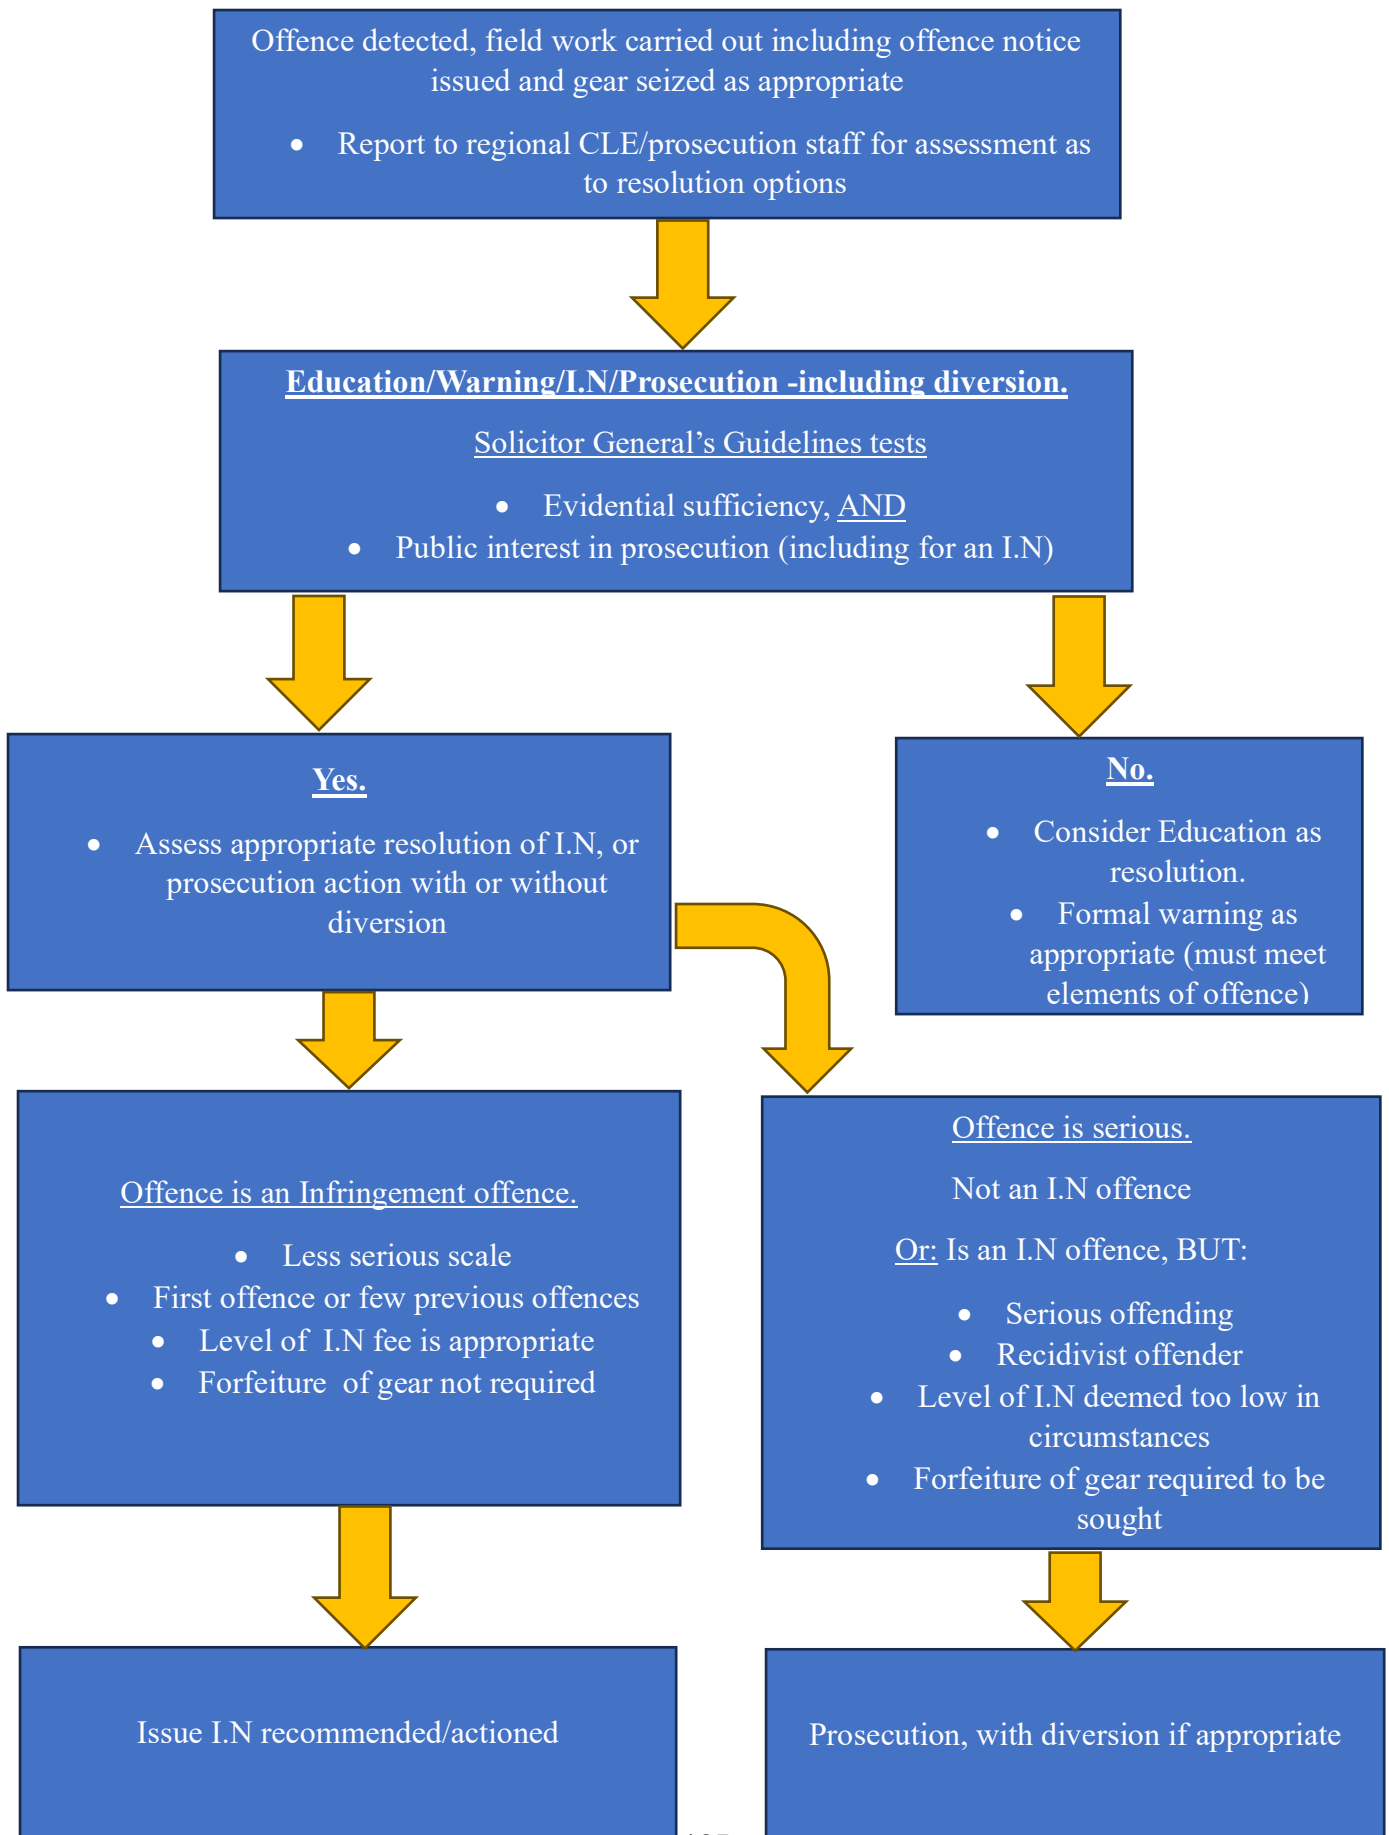 Offence detected, field work carried out including offence notice
issued and gear seized as appropriate
• Report to regional CLE/prosecution staff for assessment as
to resolution options
Education/Warning/I.N/Prosecution -including diversion.
Solicitor General’s Guidelines tests
• Evidential sufficiency, AND
• Public interest in prosecution (including for an I.N)
Yes.
• Assess appropriate resolution of I.N, or
prosecution action with or without
diversion
No.
• Consider Education as
resolution.
• Formal warning as
appropriate (must meet
elements of offence)
Offence is an Infringement offence.
• Less serious scale
• First offence or few previous offences
• Level of I.N fee is appropriate
• Forfeiture of gear not required
Offence is serious.
Not an I.N offence
Or: Is an I.N offence, BUT:
• Serious offending
• Recidivist offender
• Level of I.N deemed too low in
circumstances
• Forfeiture of gear required to be
sought
Issue I.N recommended/actioned
Prosecution, with diversion if appropriate